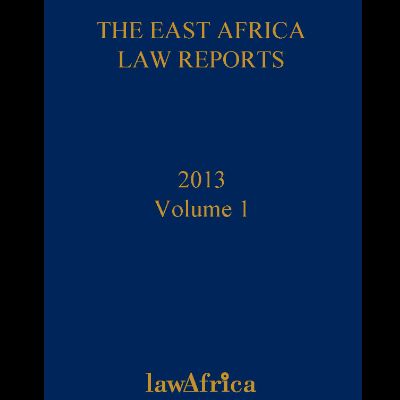 THE EAST AFRICA
LAW REPORTS
2013
Volume 1
lawAfrica